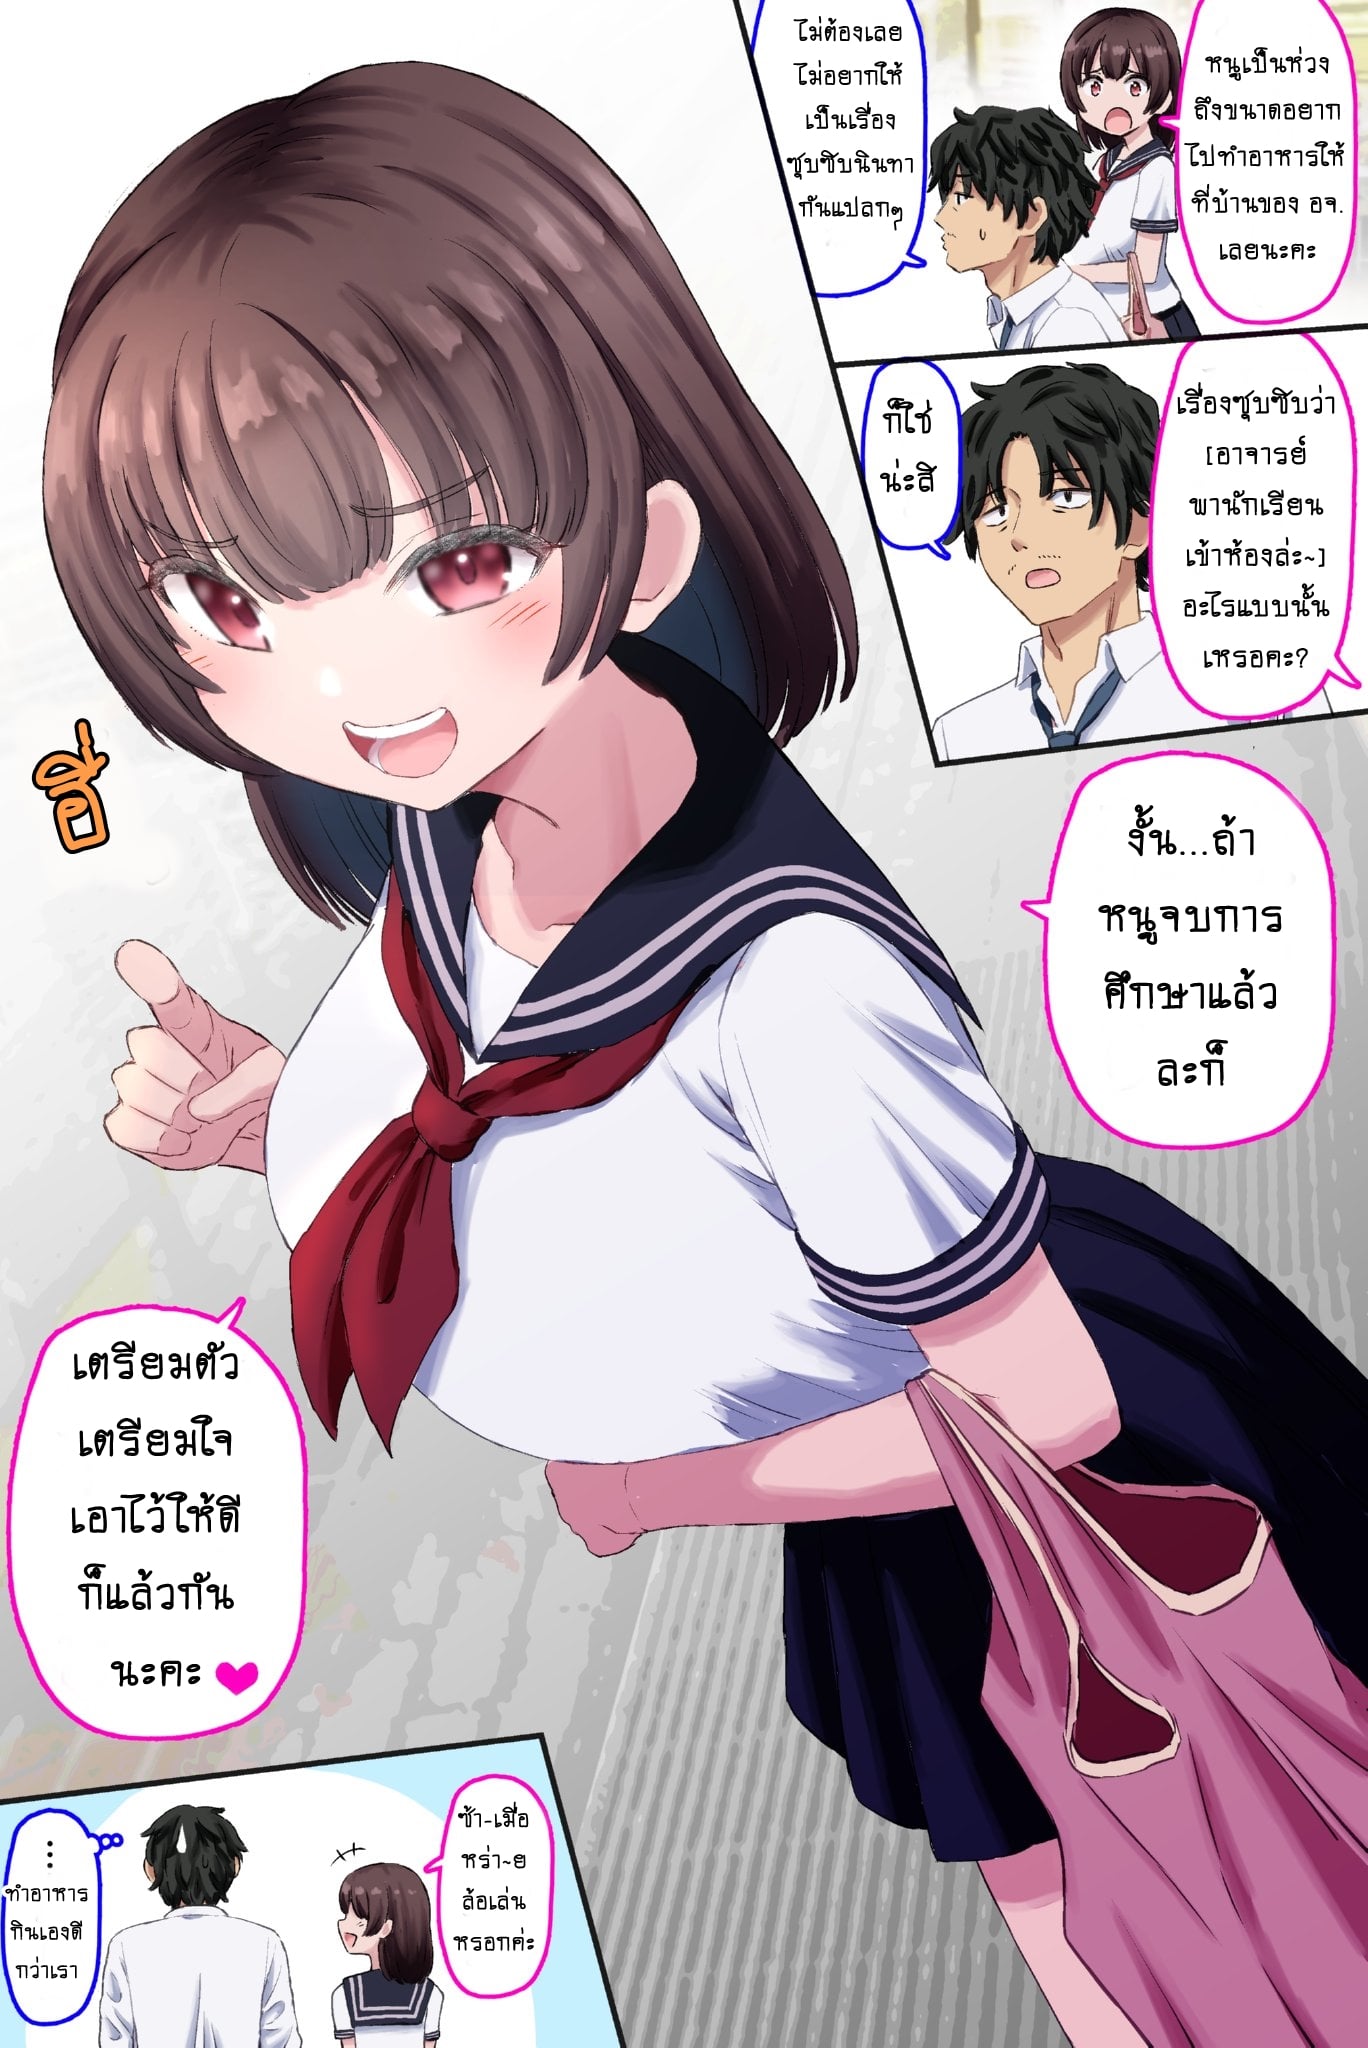 หนูเป็นห่วง
ถึงขนาดอยาก
ไปทำอาหารให้
ที่บ้านของ อจ.
เลยนะคะ
ไม่ต้องเลย
ไม่อยากให้
เป็นเรื่อง
ซุบซิบนินทา
กันแปลกๆ
เรื่องซุบซิบว่า
[อาจารย์
พานักเรียน
เข้าห้องล่ะ~]
อะไรแบบนั้น
เหรอคะ?
ก็ใช่
น่ะสิ
งั้น...ถ้า
หนูจบการ
ศึกษาแล้ว
ละก็
ฮี่
เตรียมตัว
เตรียมใจ
เอาไว้ให้ดี
ก็แล้วกัน
นะคะ
ช้า-เมื่อ
หร่า~ย
ล้อเล่น
หรอกค่ะ
...
ทำอาหาร
กินเองดี
กว่าเรา